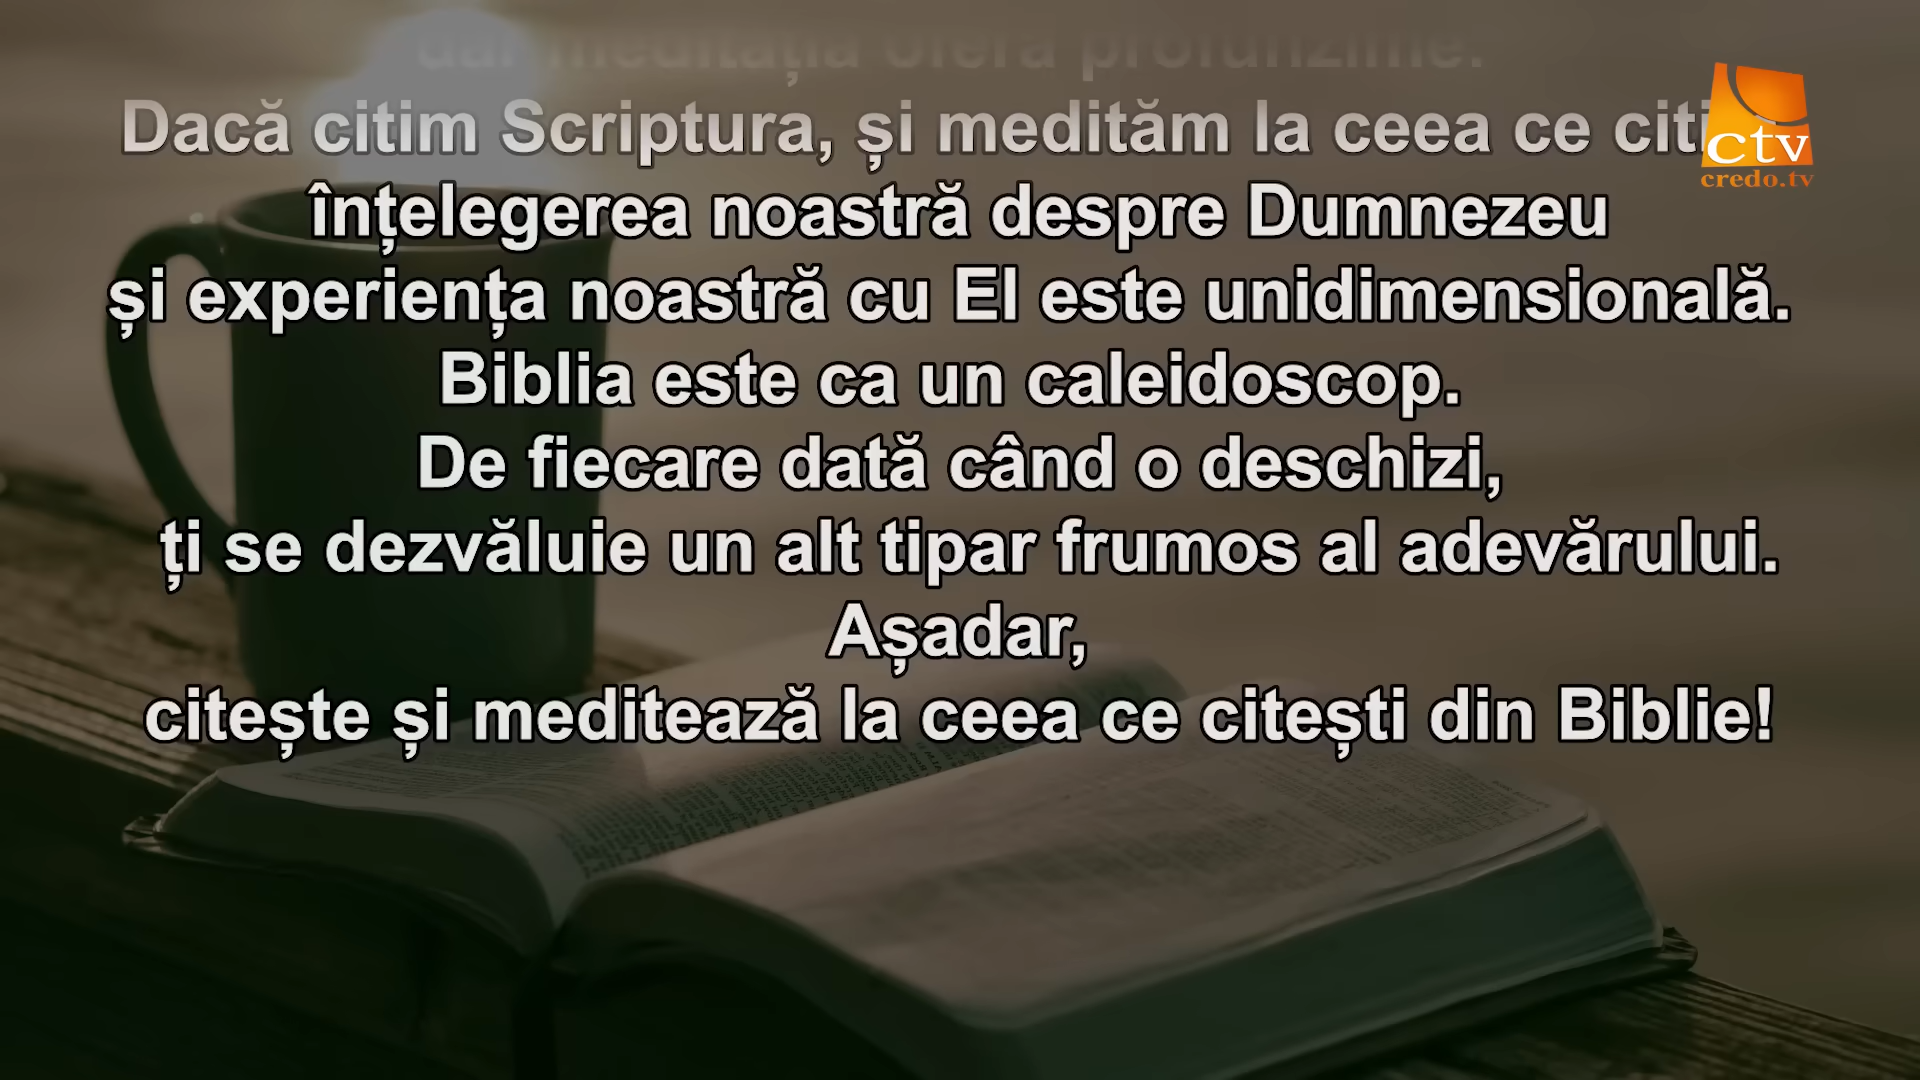 dar meditația oferă profunzime.
Dacă citim Scriptura, și medităm la ceea ce citi
înțelegerea noastră despre Dumnezeu
și experiența noastră cu El este unidimensională.
Biblia este ca un caleidoscop.
De fiecare dată când o deschizi,
ți se dezvăluie un alt tipar frumos al adevărului.
Așadar,
citește și meditează la ceea ce citești din Biblie!
ctv
credo.tv